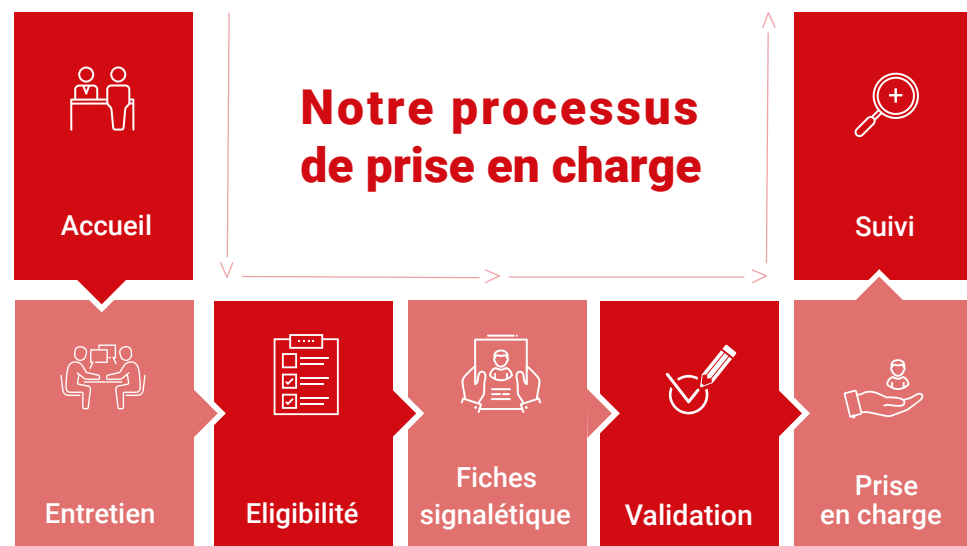 Notre processus
de prise en charge
Accueil
Entretien
Eligibilité
Fiches
signalétique
Validation
Prise
en charge
Suivi